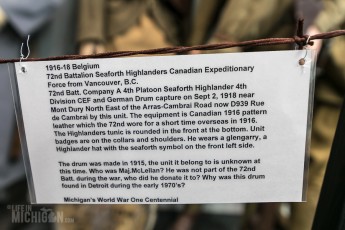 1916-18 Belgium
72nd Battalion Seaforth Highlanders Canadian Expeditionary
Force from Vancouver, B.C.
72nd Batt. Company A 4th Platoon Seaforth Highlander 4th
Division CEF and German Drum capture on Sept 2, 1918 near
Mont Dury North East of the Arras-Cambrai Road now D939 Rue
de Cambrai by this unit. The equipment is Canadian 1916 pattern
leather which the 72nd wore for a short time overseas in 1916.
The Highlanders tunic is rounded in the front at the bottom. Unit
badges are on the collars and shoulders. He wears a glengarry, a
Highlander hat with the seaforth symbol on the front left side.
The drum was made in 1915, the unit it belong to is unknown at
this time. Who was Maj.McLellan? He was not part of the 72nd
Batt. during the war, who did he donate it to? Why was this drum
found in Detroit during the early 1970's?
Michigan's World War One Centennial
LIFE IN
MICHIGAN